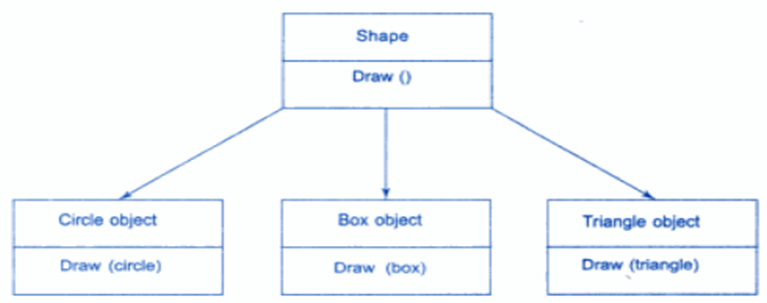 Shape
Draw ()
Circle object
Draw (circle)
Box object
Draw (box)
Triangle object
Draw (triangle)